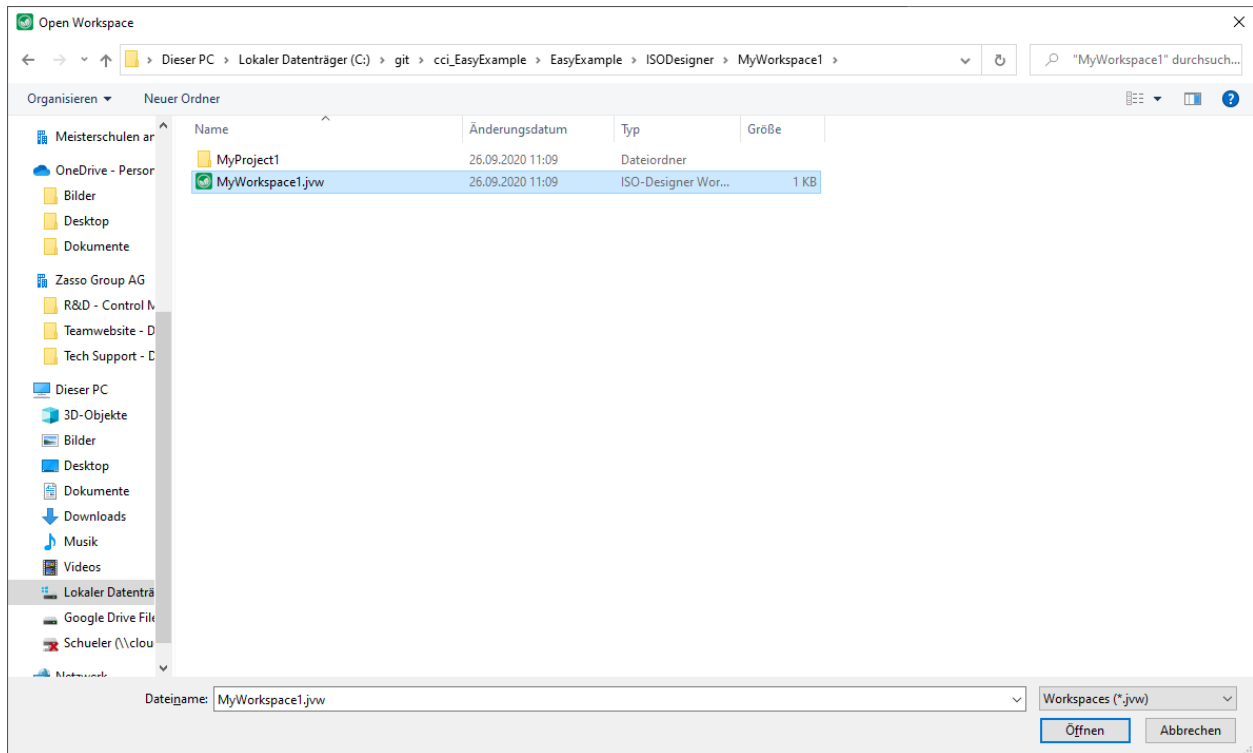 Open Workspace
Dieser PC > Lokaler Datenträger (C:) > git > cci_EasyExample > EasyExample > ISODesigner > MyWorkspace1 >
"MyWorkspace1" durchsuch...
Organisieren Neuer Ordner
Name Änderungsdatum Typ Größe
MyProject1 26.09.2020 11:09 Dateiordner
MyWorkspace1.jvw 26.09.2020 11:09 ISO-Designer Wor... 1 KB
Meisterschulen an
OneDrive - Person
Bilder
Desktop
Dokumente
Zasso Group AG
R&D - Control M
Teamwebsite - D
Tech Support - D
Dieser PC
3D-Objekte
Bilder
Desktop
Dokumente
Downloads
Musik
Videos
Lokaler Datenträ
Google Drive File
Schueler (\\clou
Netzwerk
Dateiname: MyWorkspace1.jvw
Workspaces (*.jvw)
Öffnen Abbrechen